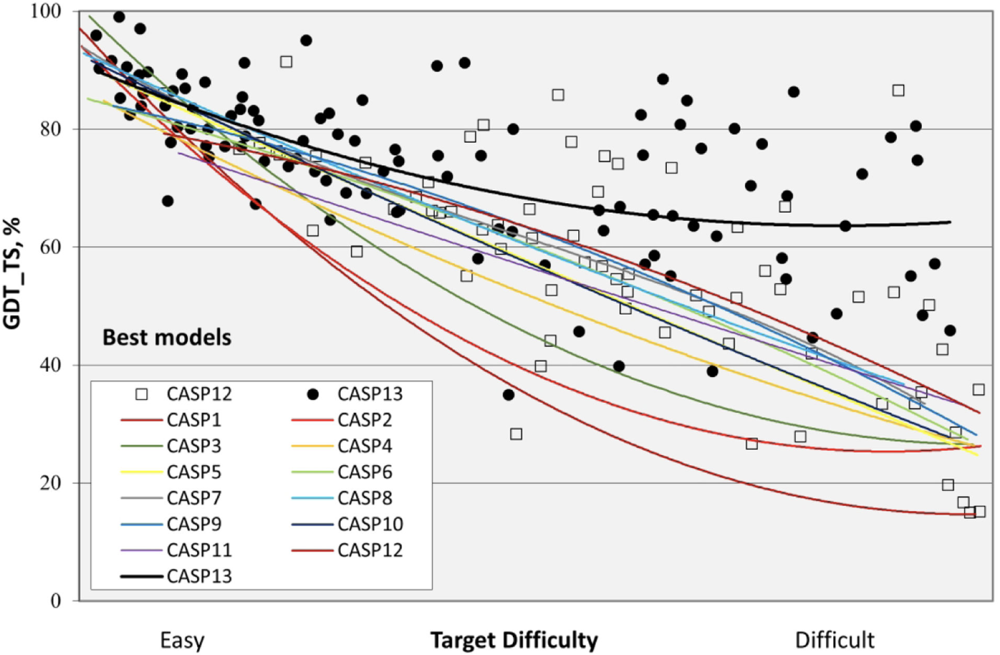 100
80
60
40
20
0
GDT_TS, %
Best models
CASP12 CASP13
CASP1 CASP2
CASP3 CASP4
CASP5 CASP6
CASP7 CASP8
CASP9 CASP10
CASP11 CASP12
CASP13
Easy Target Difficulty Difficult